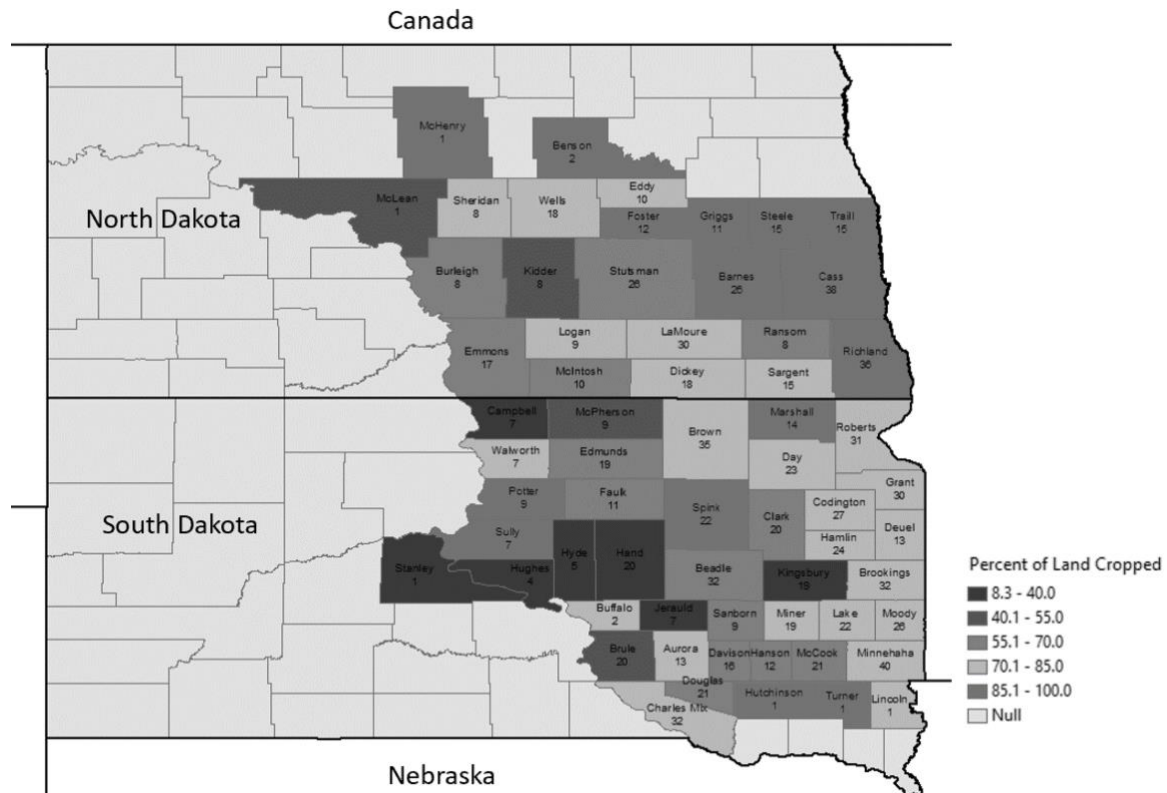 Canada
McHenry
1
Benson
2
North Dakota
McLean
1
Sheridan
8
Wells
18
Eddy
10
Foster
12
Griggs
11
Steele
15
Traill
15
Burleigh
8
Kidder
8
Stutsman
26
Barnes
26
Cass
38
Emmons
17
Logan
9
LaMoure
30
Ransom
8
Richland
36
McIntosh
10
Dickey
18
Sargent
15
South Dakota
Campbell
7
McPherson
9
Brown
35
Marshall
14
Roberts
31
Walworth
7
Edmunds
19
Day
23
Grant
30
Potter
9
Faulk
11
Spink
22
Clark
20
Codington
27
Hamlin
24
Deuel
13
Sully
7
Stanley
1
Hughes
4
Hyde
5
Hand
20
Beadle
32
Kingsbury
19
Brookings
32
Buffalo
2
Jerauld
7
Sanborn
9
Miner
19
Lake
22
Moody
26
Brule
20
Aurora
13
Davison
16
Hanson
12
McCook
21
Minnehaha
40
Douglas
21
Hutchinson
1
Turner
1
Lincoln
1
Charles Mix
32
Nebraska
Percent of Land Cropped
8.3 - 40.0
40.1 - 55.0
55.1 - 70.0
70.1 - 85.0
85.1 - 100.0
Null